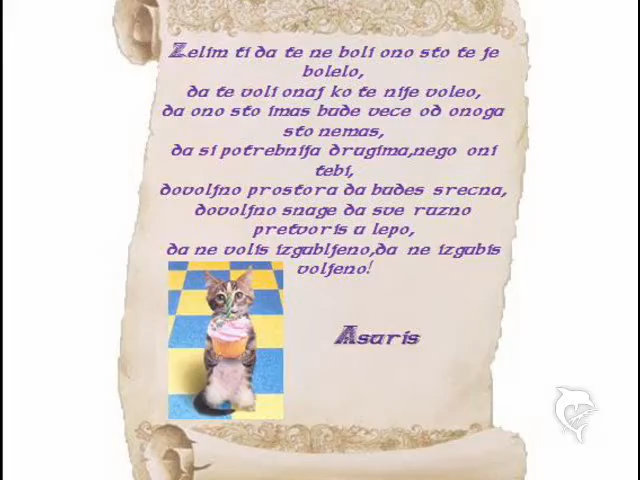 Zelim ti da te ne boli ono sto te je
bolelo,
da te voli onaj ko te nije voleo,
da ono sto imas bude vece od onoga
sto nemas,
da si potrebnija drugima,nego oni
tebi,
dovoljno prostora da budes srecna,
dovoljno snage da sve ruzno
pretvoris u lepo,
da ne volis izgubljeno,da ne izgubis
voljeno!
Asuris